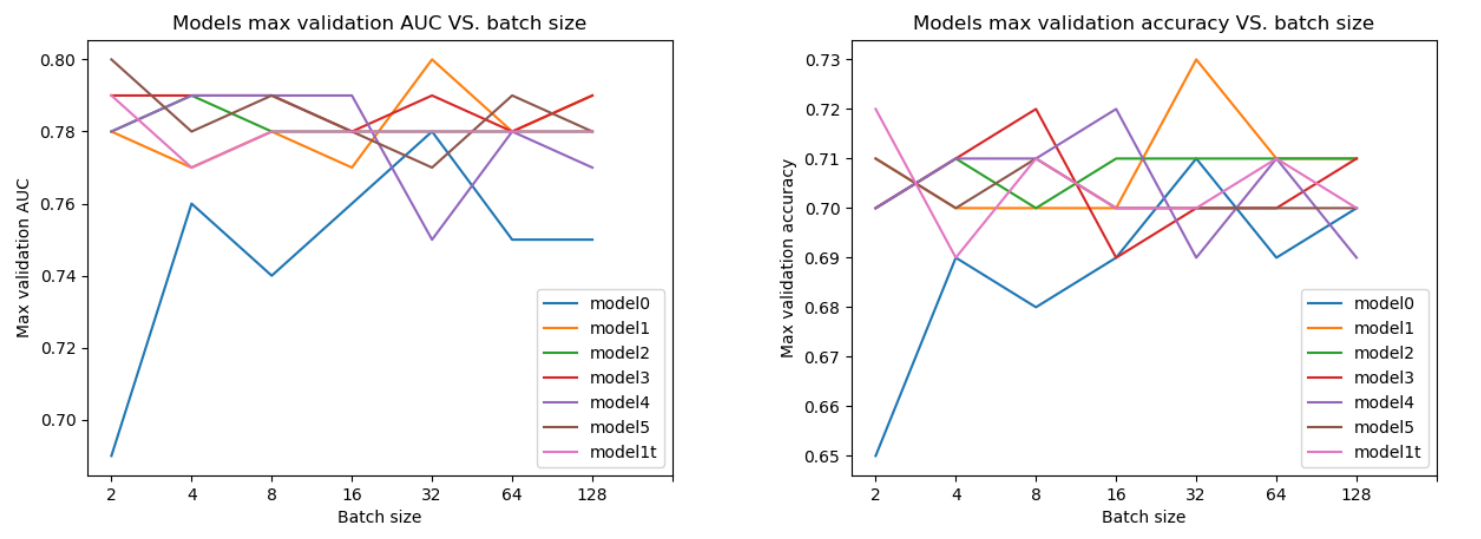 Models max validation AUC VS. batch size
Max validation AUC
0.80
0.78
0.76
0.74
0.72
0.70
2 4 8 16 32 64 128
Batch size
model0
model1
model2
model3
model4
model5
model1t
Models max validation accuracy VS. batch size
Max validation accuracy
0.73
0.72
0.71
0.70
0.69
0.68
0.67
0.66
0.65
2 4 8 16 32 64 128
Batch size
model0
model1
model2
model3
model4
model5
model1t